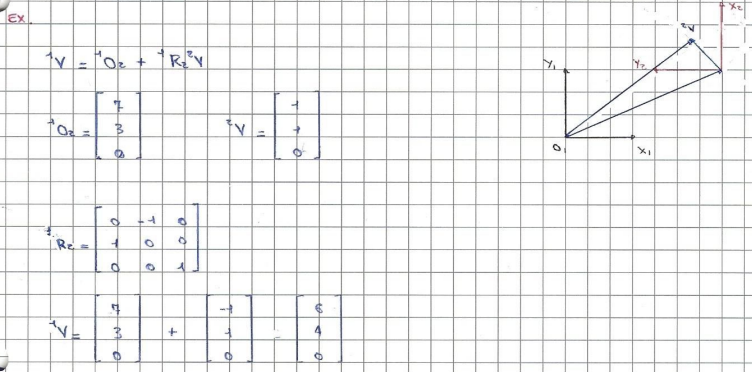 EX.
¹V = ¹O₂ + ¹R₂ ²V
¹O₂ = [7 3 0] ²V = [1 1 0]
¹R₂ = [0 -1 0
1 0 0
0 0 1]
¹V = [7 3 0] + [-1 1 0] = [6 4 0]
X₂
²V
Y₁
Y₂
O₁
X₁